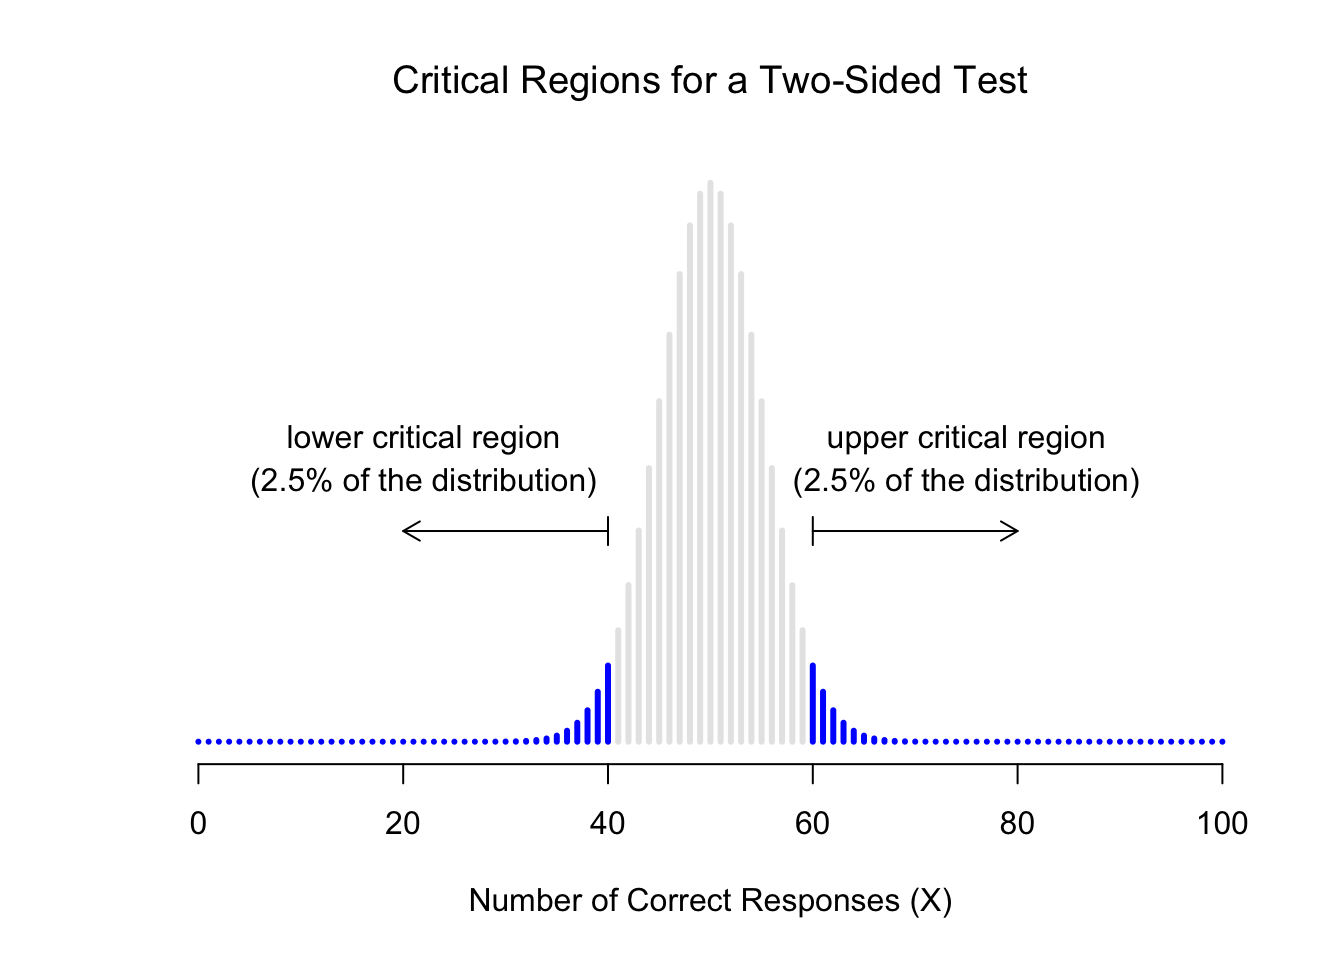 Critical Regions for a Two-Sided Test
lower critical region
(2.5% of the distribution)
upper critical region
(2.5% of the distribution)
0 20 40 60 80 100
Number of Correct Responses (X)